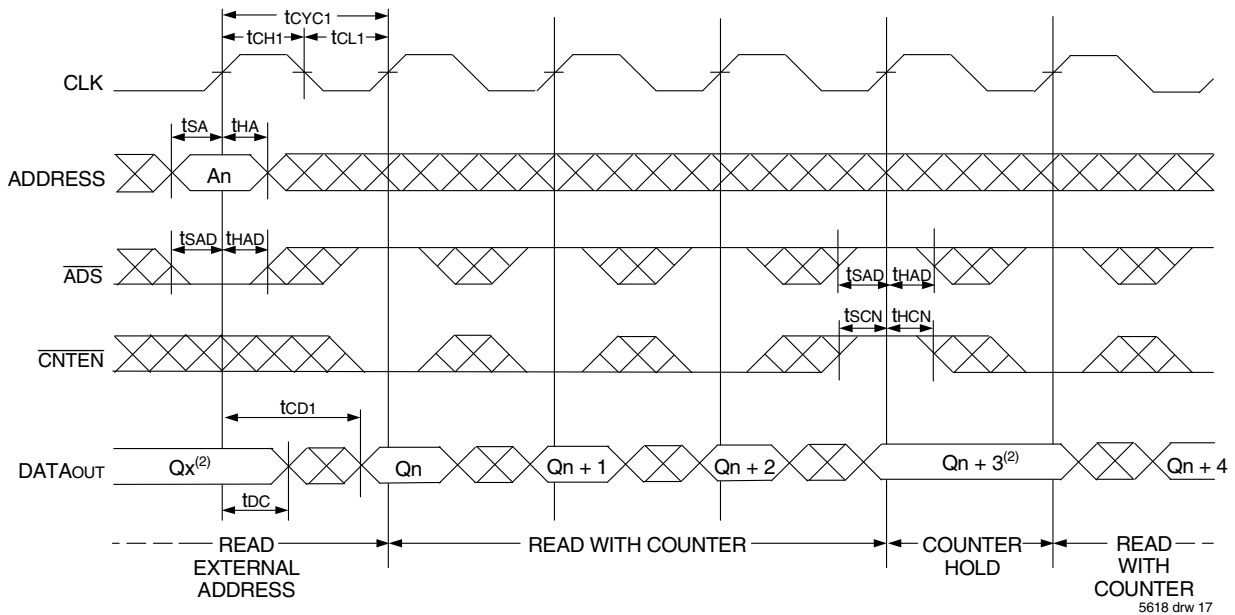 tCYC1
tCH1 tCL1
CLK
tSA tHA
ADDRESS An
tSAD tHAD
ADS
tSAD tHAD
tSCN tHCN
CNTEN
tCD1
DATAOUT Qx(2) Qn Qn + 1 Qn + 2 Qn + 3(2) Qn + 4
tDC
READ EXTERNAL ADDRESS
READ WITH COUNTER
COUNTER HOLD
READ WITH COUNTER
5618 drw 17